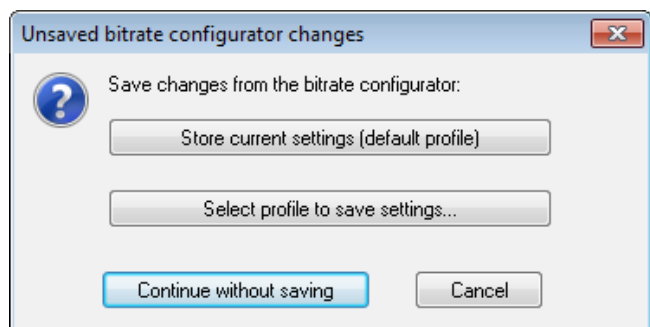 Unsaved bitrate configurator changes
Save changes from the bitrate configurator:
Store current settings (default profile)
Select profile to save settings...
Continue without saving
Cancel